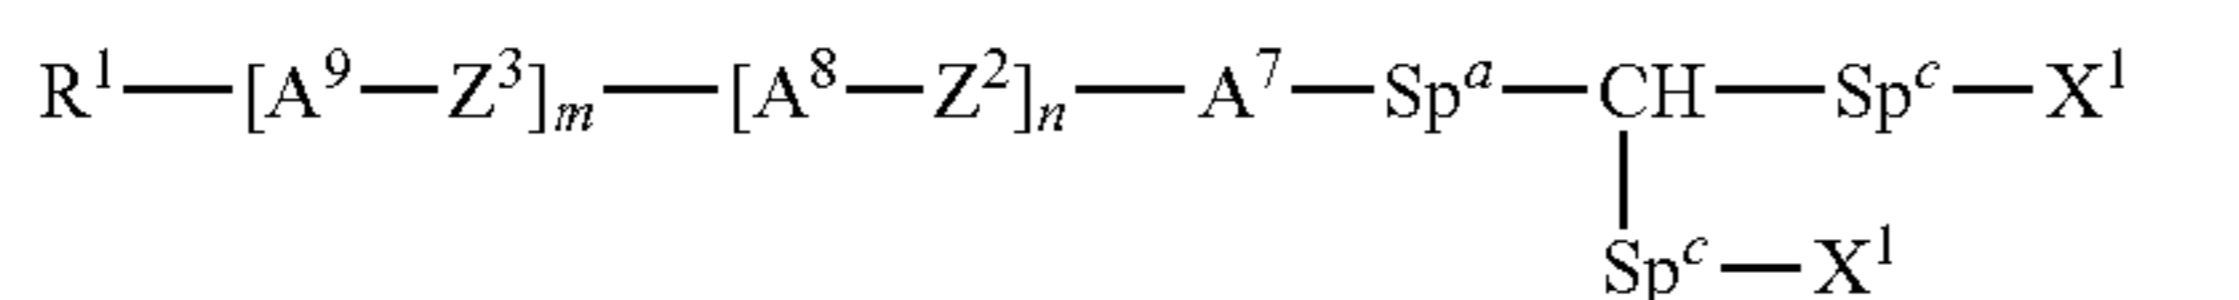 R¹—[A⁹—Z³]ₘ—[A⁸—Z²]ₙ—A⁷—Spᵃ—CH—Spᶜ—X¹
Spᶜ—X¹